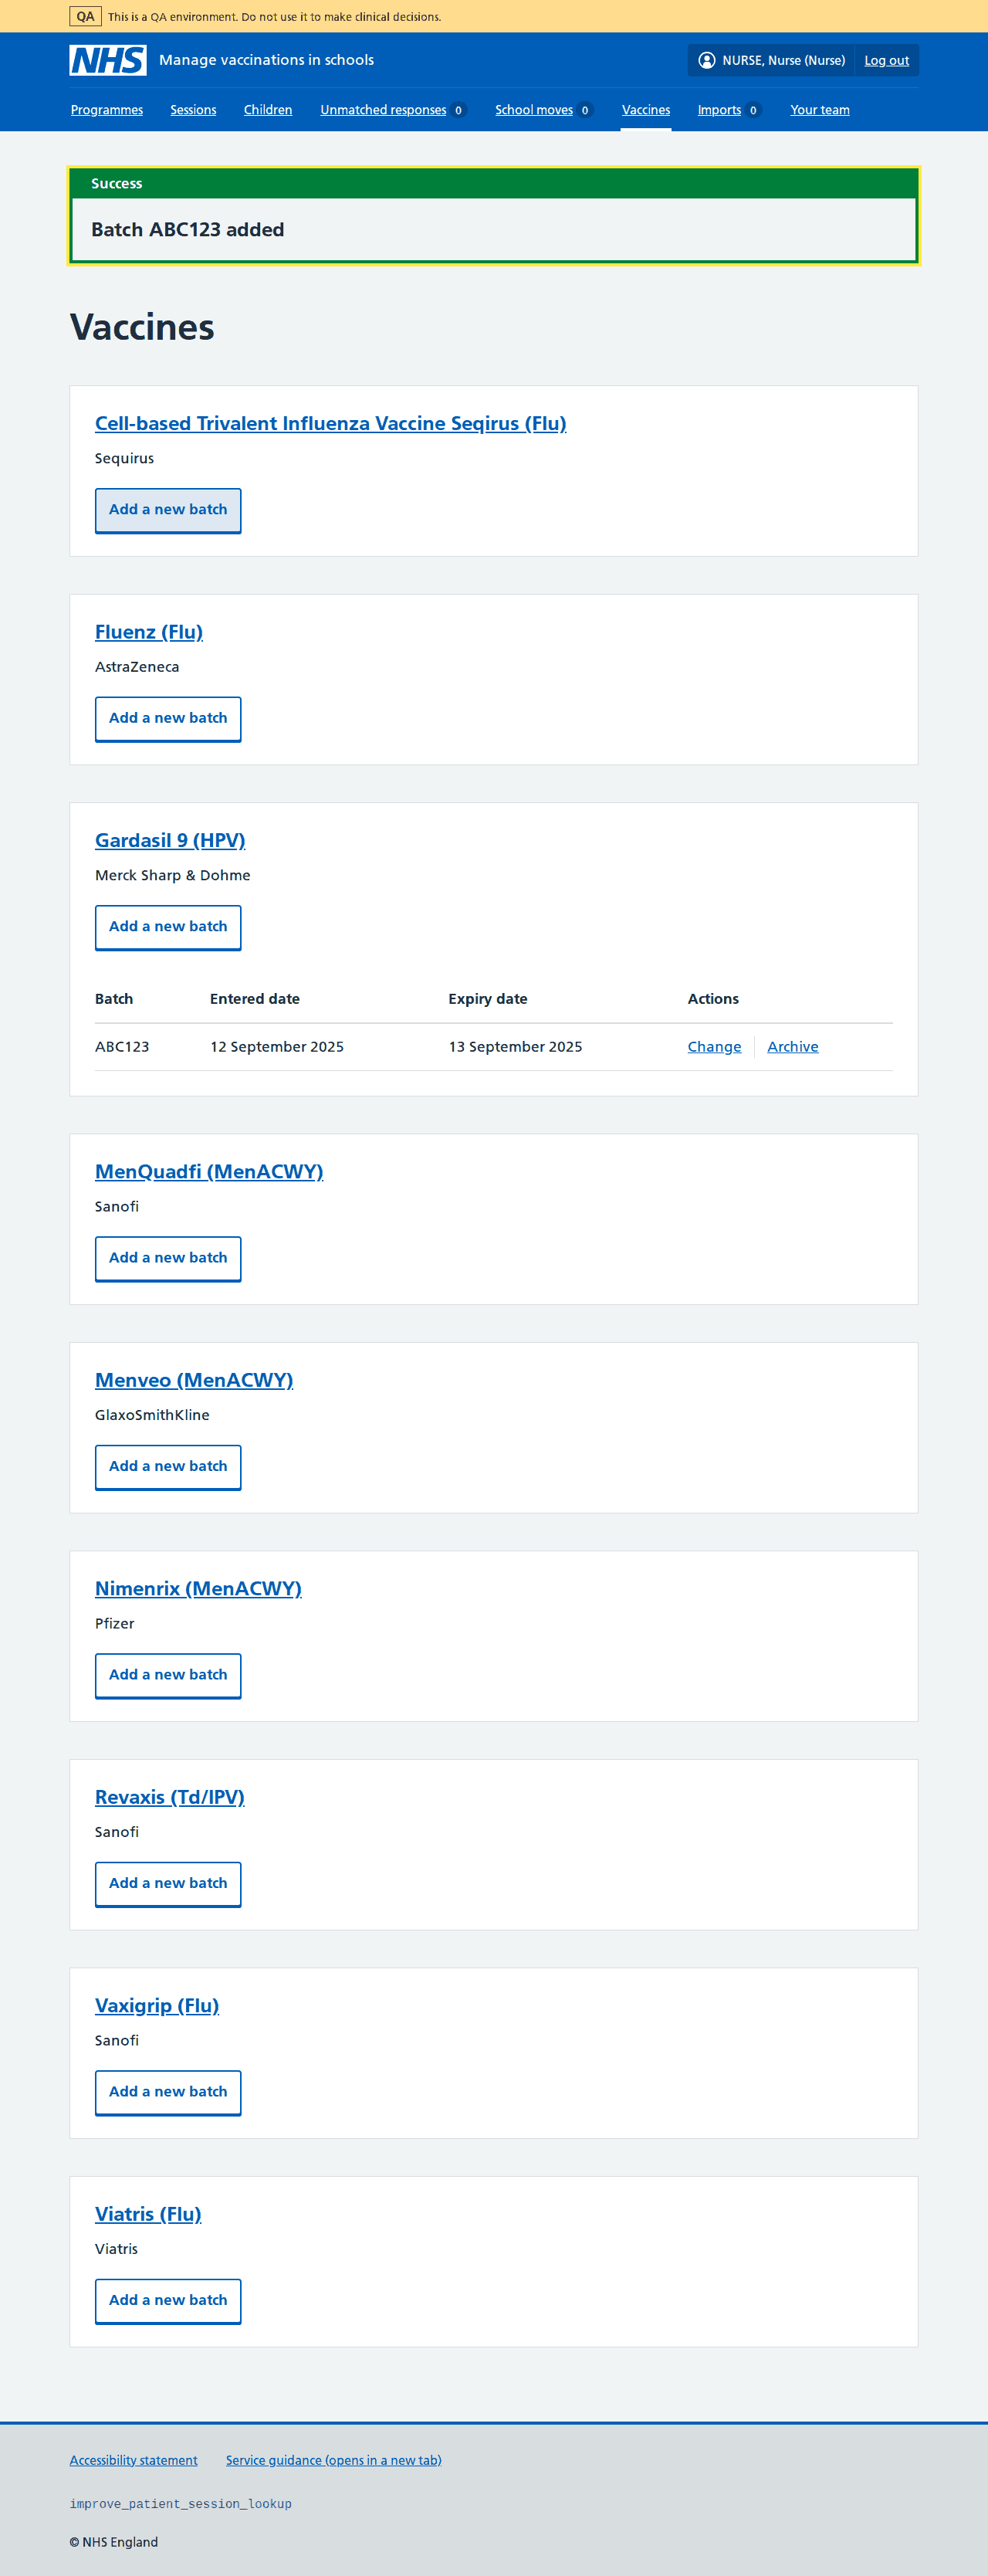 QA This is a QA environment. Do not use it to make clinical decisions.
NHS Manage vaccinations in schools NURSE, Nurse (Nurse) Log out
Programmes Sessions Children Unmatched responses 0 School moves 0 Vaccines Imports 0 Your team
Success
Batch ABC123 added
Vaccines
Cell-based Trivalent Influenza Vaccine Seqirus (Flu)
Sequirus
Add a new batch
Fluenz (Flu)
AstraZeneca
Add a new batch
Gardasil 9 (HPV)
Merck Sharp & Dohme
Add a new batch
Batch Entered date Expiry date Actions
ABC123 12 September 2025 13 September 2025 Change Archive
MenQuadfi (MenACWY)
Sanofi
Add a new batch
Menveo (MenACWY)
GlaxoSmithKline
Add a new batch
Nimenrix (MenACWY)
Pfizer
Add a new batch
Revaxis (Td/IPV)
Sanofi
Add a new batch
Vaxigrip (Flu)
Sanofi
Add a new batch
Viatris (Flu)
Viatris
Add a new batch
Accessibility statement Service guidance (opens in a new tab)
improve_patient_session_lookup
© NHS England